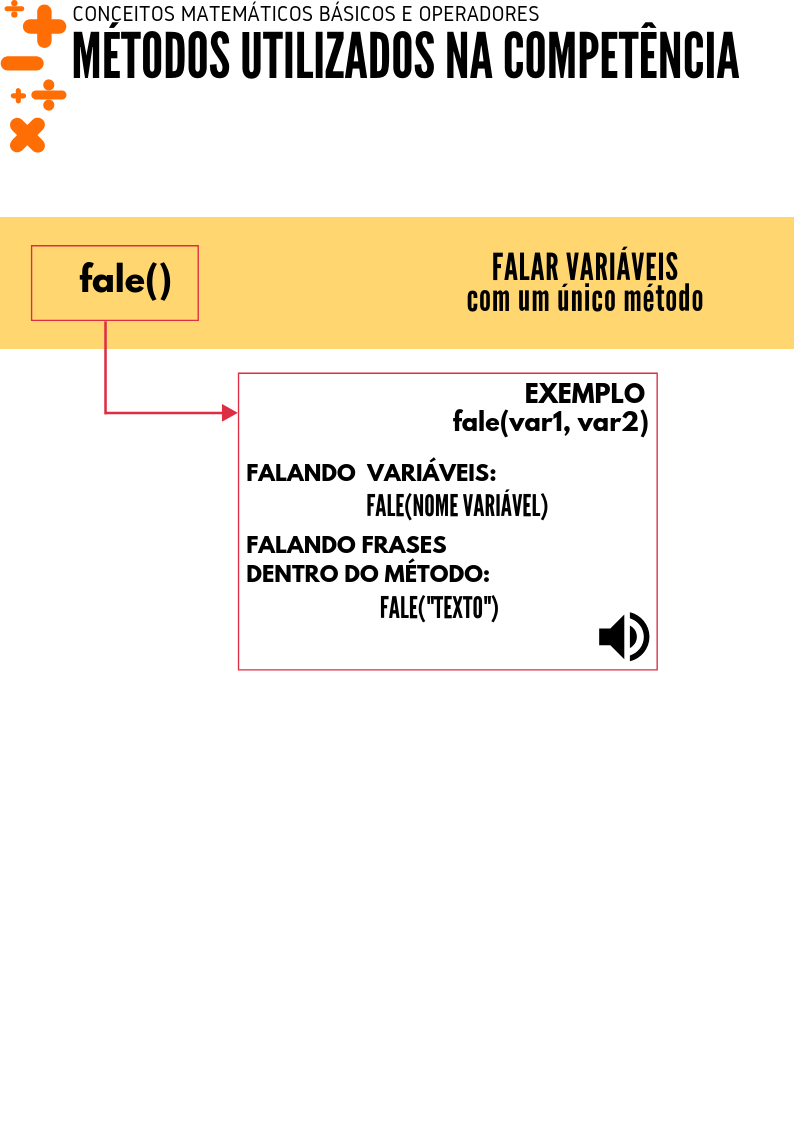 CONCEITOS MATEMÁTICOS BÁSICOS E OPERADORES
MÉTODOS UTILIZADOS NA COMPETÊNCIA
fale()
FALAR VARIÁVEIS
com um único método
EXEMPLO
fale(var1, var2)
FALANDO VARIÁVEIS:
FALE(NOME VARIÁVEL)
FALANDO FRASES
DENTRO DO MÉTODO:
FALE("TEXTO")